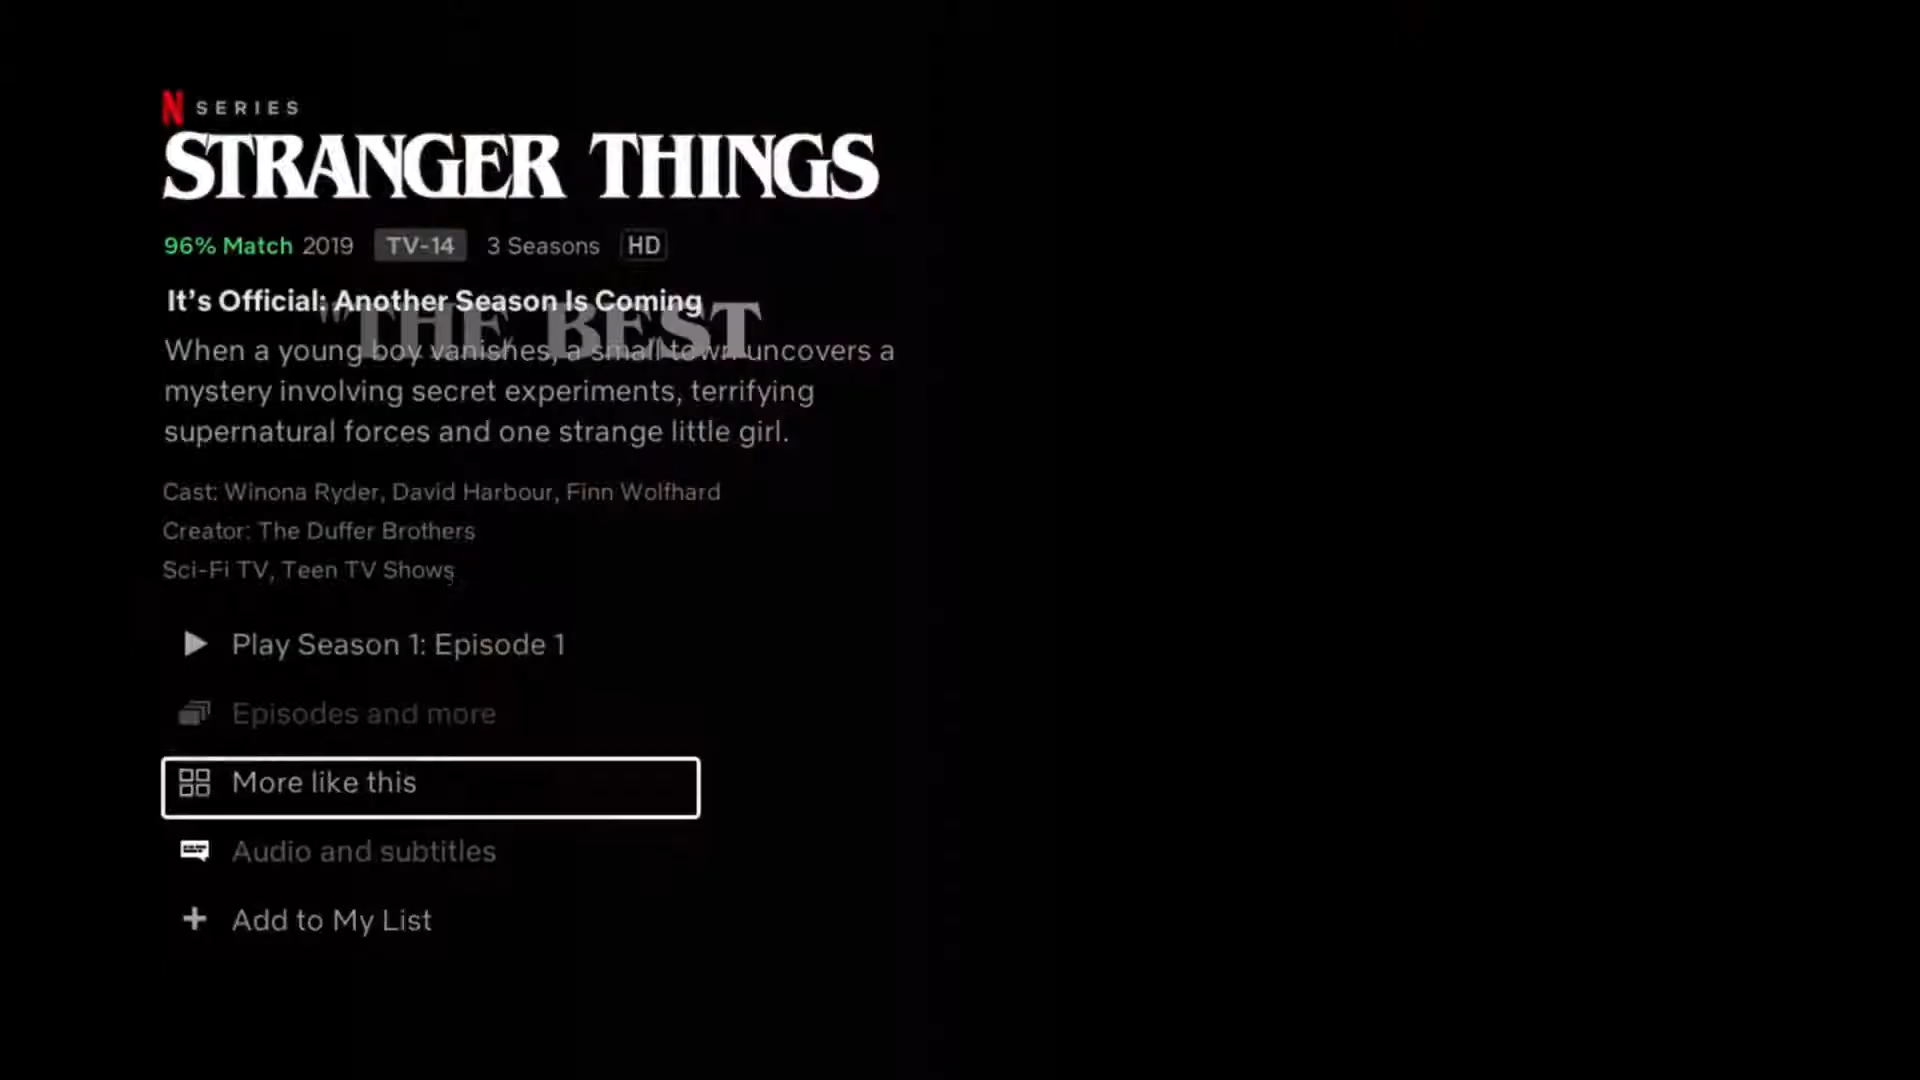 N SERIES
STRANGER THINGS
96% Match 2019 TV-14 3 Seasons HD
It's Official: Another Season Is Coming
"THE BEST
When a young boy vanishes, a small town uncovers a
mystery involving secret experiments, terrifying
supernatural forces and one strange little girl.
Cast: Winona Ryder, David Harbour, Finn Wolfhard
Creator: The Duffer Brothers
Sci-Fi TV, Teen TV Shows
Play Season 1: Episode 1
Episodes and more
More like this
Audio and subtitles
Add to My List